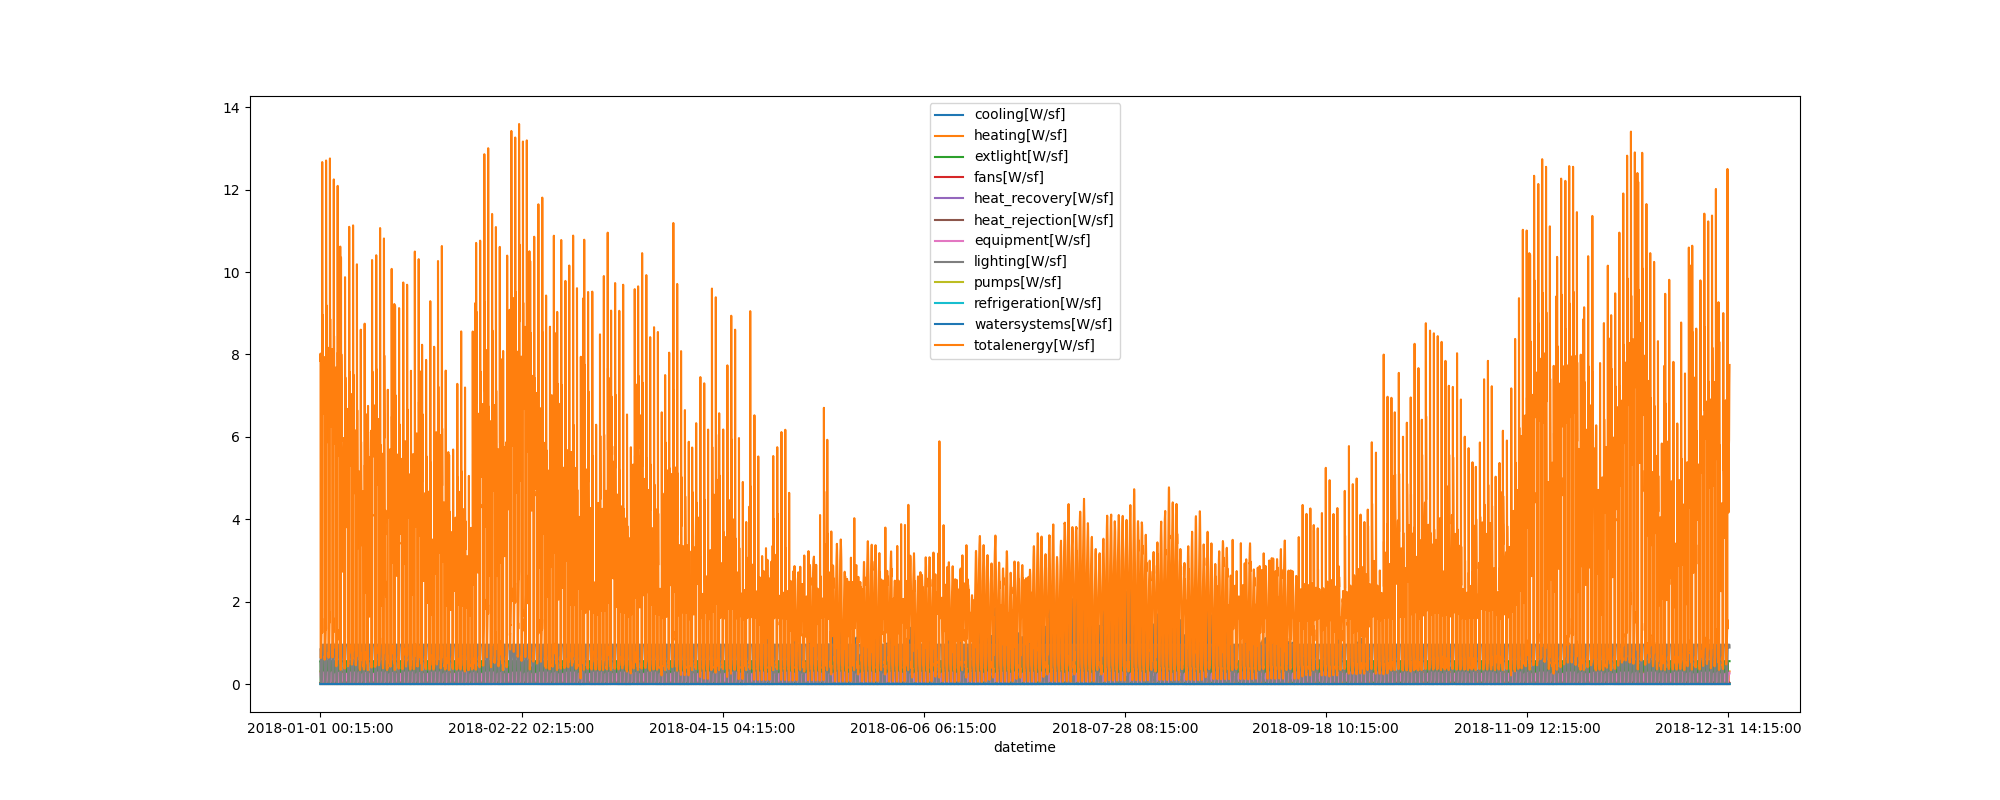 14
12
10
8
6
4
2
0
cooling[W/sf]
heating[W/sf]
extlight[W/sf]
fans[W/sf]
heat_recovery[W/sf]
heat_rejection[W/sf]
equipment[W/sf]
lighting[W/sf]
pumps[W/sf]
refrigeration[W/sf]
watersystems[W/sf]
totalenergy[W/sf]
2018-01-01 00:15:00 2018-02-22 02:15:00 2018-04-15 04:15:00 2018-06-06 06:15:00 2018-07-28 08:15:00 2018-09-18 10:15:00 2018-11-09 12:15:00 2018-12-31 14:15:00
datetime